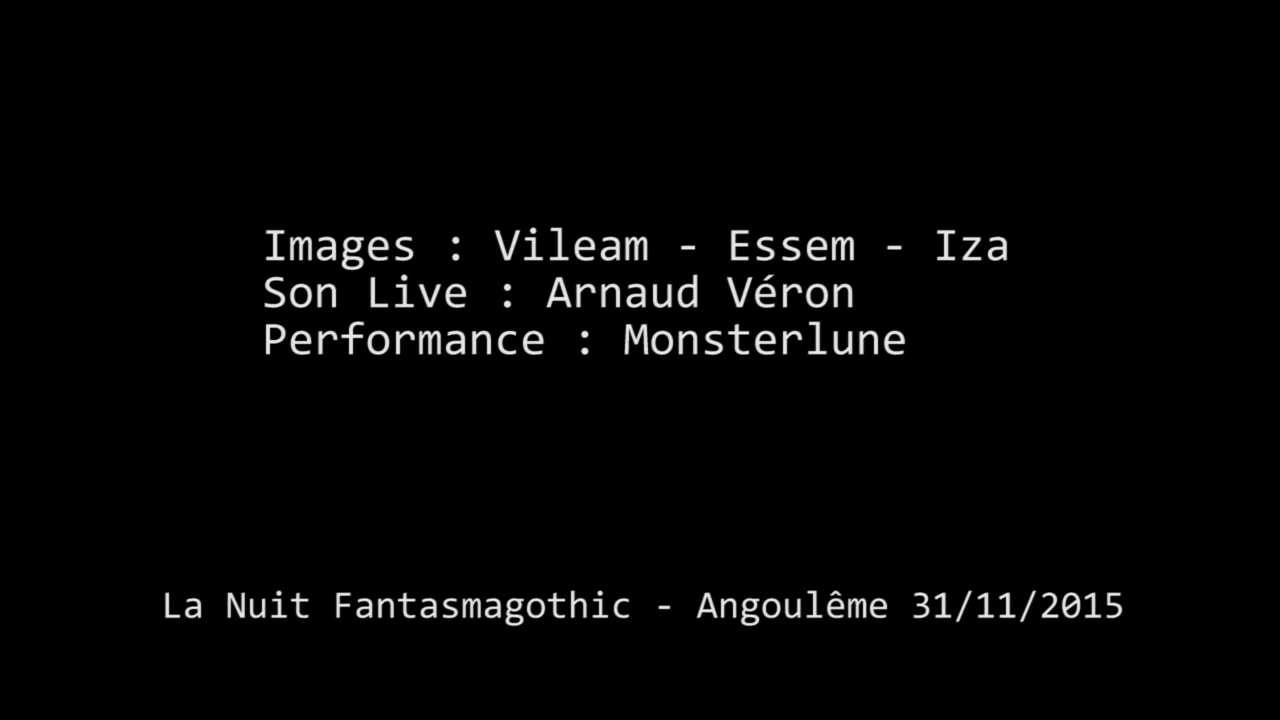 Images : Vileam - Essem - Iza
Son Live : Arnaud Véron
Performance : Monsterlune
La Nuit Fantasmagothic - Angoulême 31/11/2015